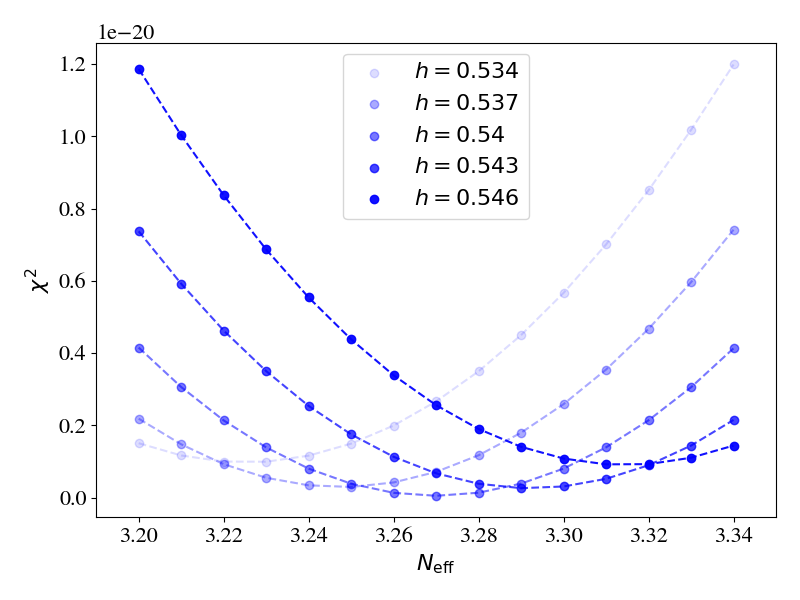 1e−20
1.2
1.0
0.8
0.6
0.4
0.2
0.0
χ²
h = 0.534
h = 0.537
h = 0.54
h = 0.543
h = 0.546
3.20 3.22 3.24 3.26 3.28 3.30 3.32 3.34
N_eff